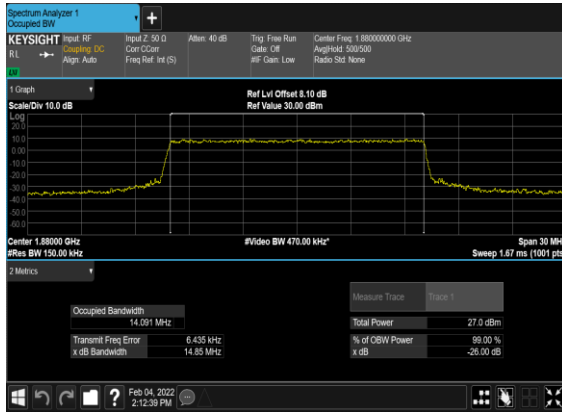 Spectrum Analyzer 1
Occupied BW
+
KEYSIGHT
RL
LXI
Input: RF
Coupling: DC
Align: Auto
Input Z: 50 Ω
Corr CCorr
Freq Ref: Int (S)
Atten: 40 dB
Trig: Free Run
Gate: Off
#IF Gain: Low
Center Freq: 1.880000000 GHz
Avg|Hold: 500/500
Radio Std: None
1 Graph
Scale/Div 10.0 dB
Ref Lvl Offset 8.10 dB
Ref Value 30.00 dBm
Log
20.0
10.0
0.00
-10.0
-20.0
-30.0
-40.0
-50.0
-60.0
Center 1.88000 GHz
#Res BW 150.00 kHz
#Video BW 470.00 kHz*
Span 30 MH
Sweep 1.67 ms (1001 pts
2 Metrics
Measure Trace
Trace 1
Occupied Bandwidth
14.091 MHz
Total Power
27.0 dBm
Transmit Freq Error
6.435 kHz
% of OBW Power
99.00 %
x dB Bandwidth
14.85 MHz
x dB
-26.00 dB
?
Feb 04, 2022
2:12:39 PM